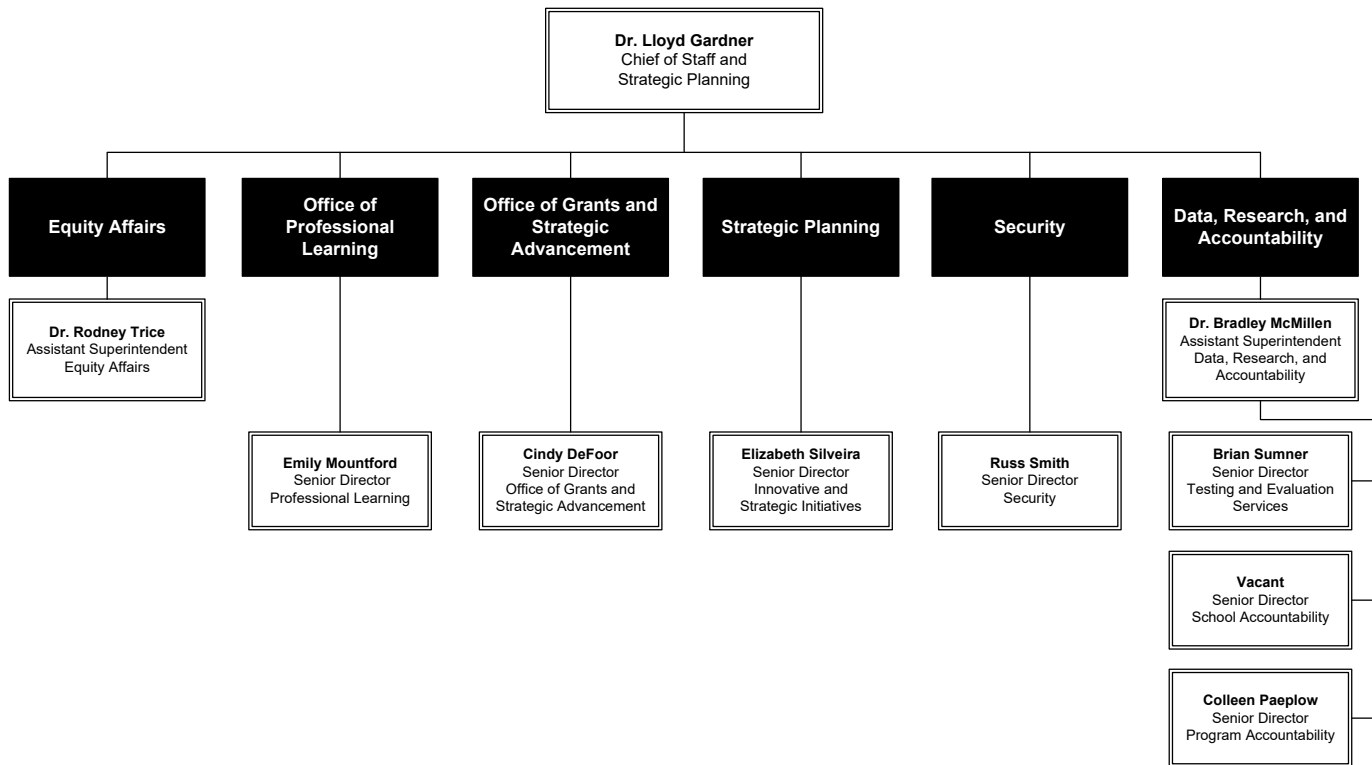 Dr. Lloyd Gardner
Chief of Staff and
Strategic Planning
Equity Affairs
Office of
Professional
Learning
Office of Grants and
Strategic
Advancement
Strategic Planning
Security
Data, Research, and
Accountability
Dr. Rodney Trice
Assistant Superintendent
Equity Affairs
Dr. Bradley McMillen
Assistant Superintendent
Data, Research, and
Accountability
Emily Mountford
Senior Director
Professional Learning
Cindy DeFoor
Senior Director
Office of Grants and
Strategic Advancement
Elizabeth Silveira
Senior Director
Innovative and
Strategic Initiatives
Russ Smith
Senior Director
Security
Brian Sumner
Senior Director
Testing and Evaluation
Services
Vacant
Senior Director
School Accountability
Colleen Paeplow
Senior Director
Program Accountability